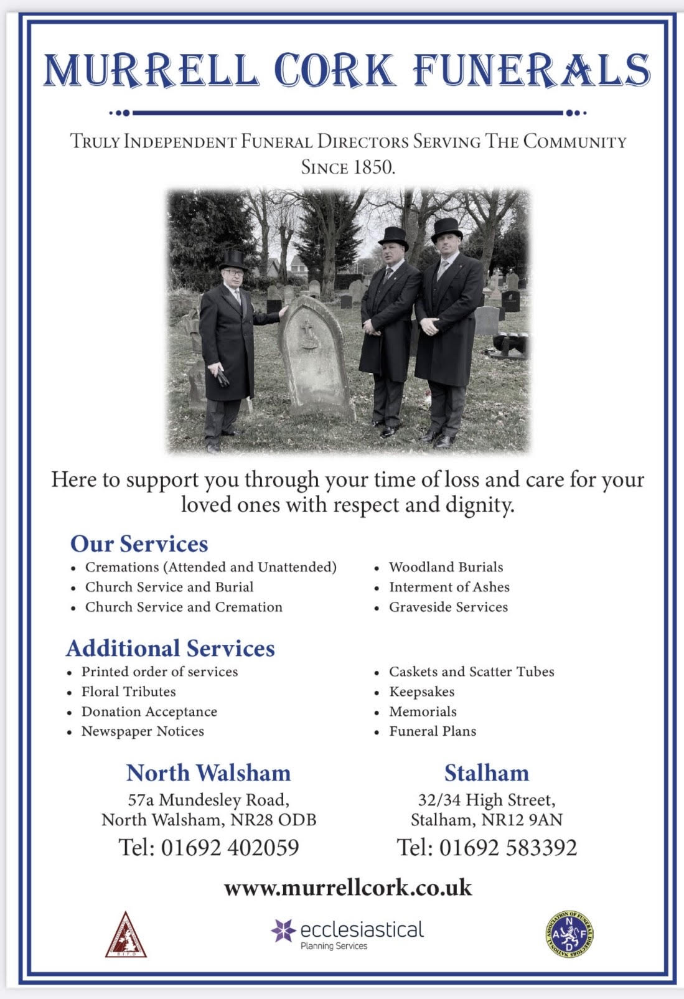 MURRELL CORK FUNERALS
TRULY INDEPENDENT FUNERAL DIRECTORS SERVING THE COMMUNITY
SINCE 1850.
Here to support you through your time of loss and care for your
loved ones with respect and dignity.
Our Services
• Cremations (Attended and Unattended)
• Church Service and Burial
• Church Service and Cremation
• Woodland Burials
• Interment of Ashes
• Graveside Services
Additional Services
• Printed order of services
• Floral Tributes
• Donation Acceptance
• Newspaper Notices
• Caskets and Scatter Tubes
• Keepsakes
• Memorials
• Funeral Plans
North Walsham
57a Mundesley Road,
North Walsham, NR28 ODB
Tel: 01692 402059
Stalham
32/34 High Street,
Stalham, NR12 9AN
Tel: 01692 583392
www.murrellcork.co.uk
B.I.F.D
ecclesiastical
Planning Services
NATIONAL ASSOCIATION OF FUNERAL DIRECTORS
N
A F
D